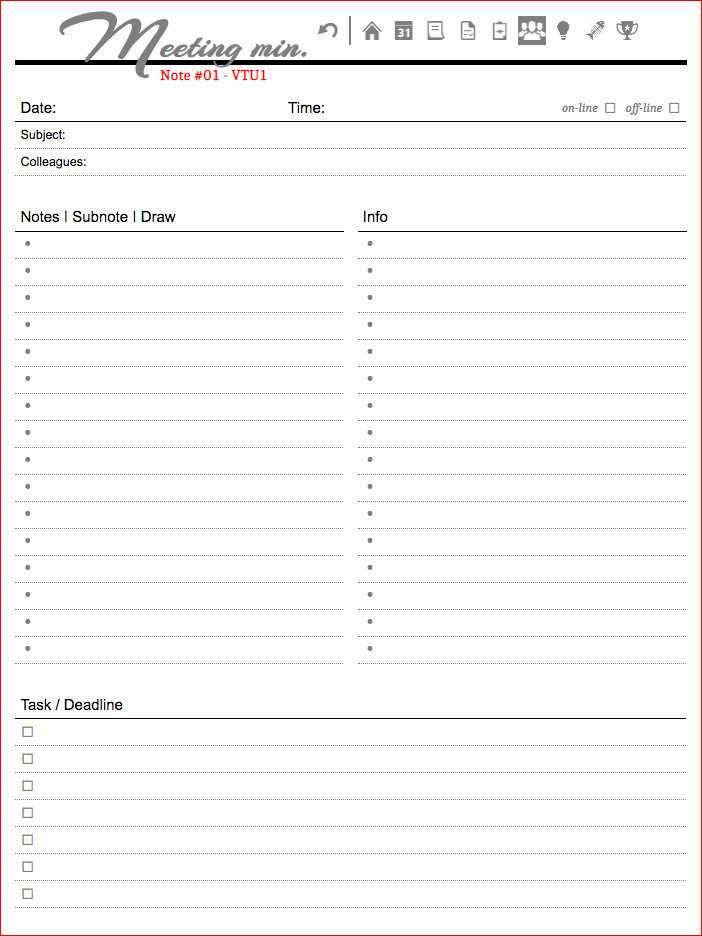 Meeting min.
31
Note #01 - VTU1
Date: Time: on-line ☐ off-line ☐
Subject:
Colleagues:
Notes | Subnote | Draw
Info
Task / Deadline